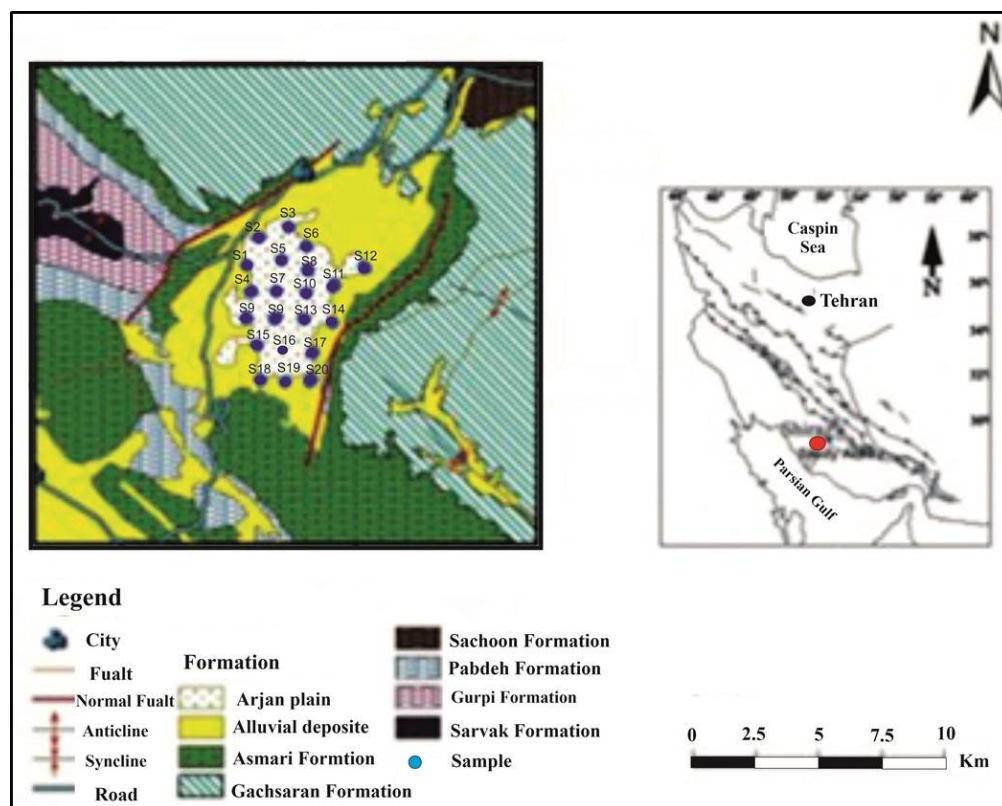 N
S3
S2
S6
S5
S1
S8
S12
S4
S7
S10
S11
S9
S9
S13
S14
S15
S16
S17
S18
S19
S20
Caspin
Sea
N
Tehran
Parsian Gulf
Legend
City
Fualt
Normal Fualt
Anticline
Syncline
Road
Formation
Arjan plain
Alluvial deposite
Asmari Formtion
Gachsaran Formation
Sachoon Formation
Pabdeh Formation
Gurpi Formation
Sarvak Formation
Sample
0 2.5 5 7.5 10
Km